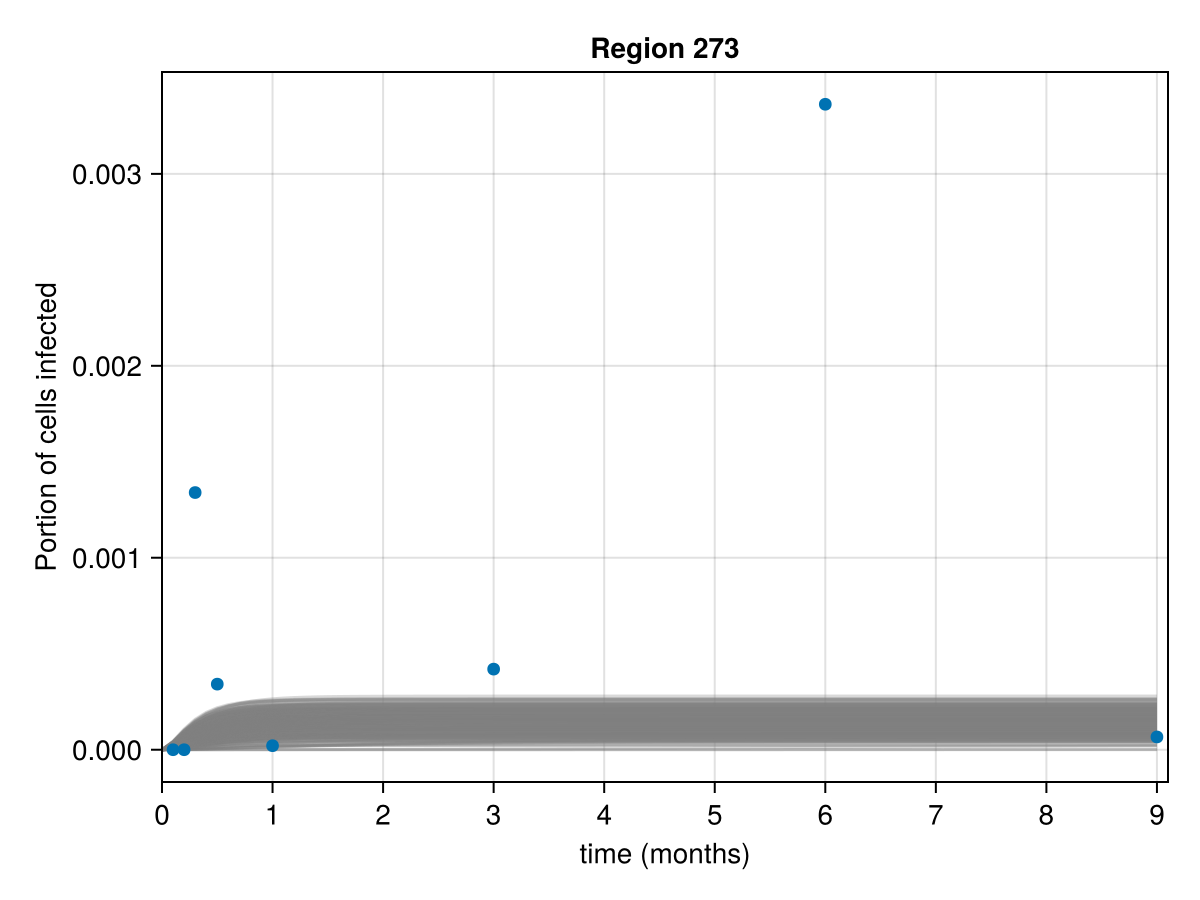 Region 273
Portion of cells infected
0.003
0.002
0.001
0.000
0 1 2 3 4 5 6 7 8 9
time (months)